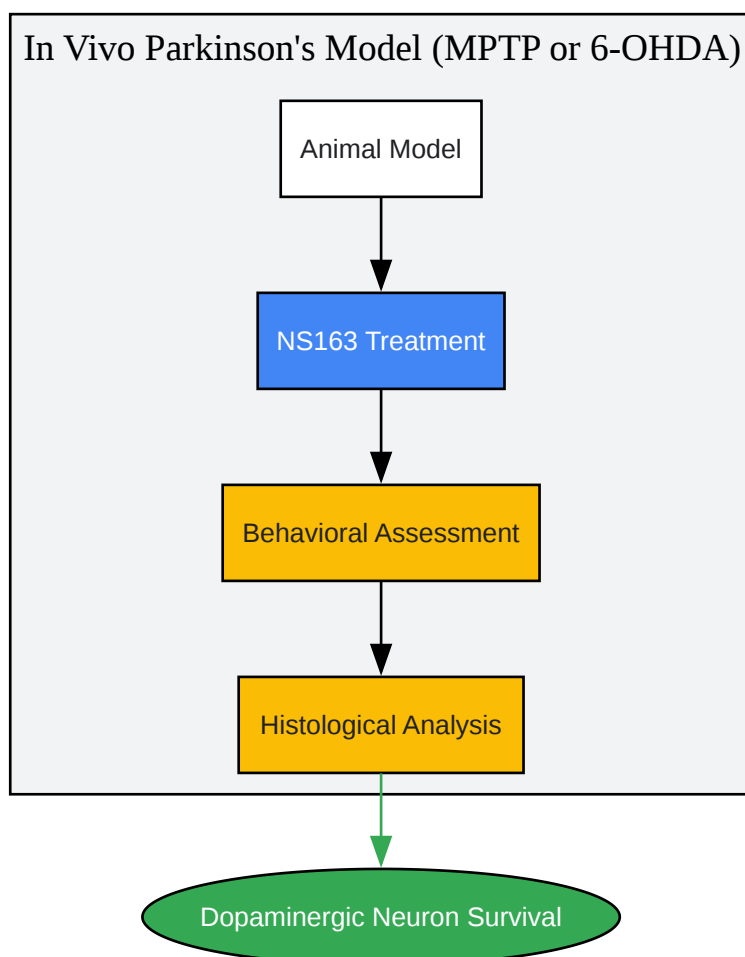 In Vivo Parkinson's Model (MPTP or 6-OHDA)
Animal Model
NS163 Treatment
Behavioral Assessment
Histological Analysis
Dopaminergic Neuron Survival